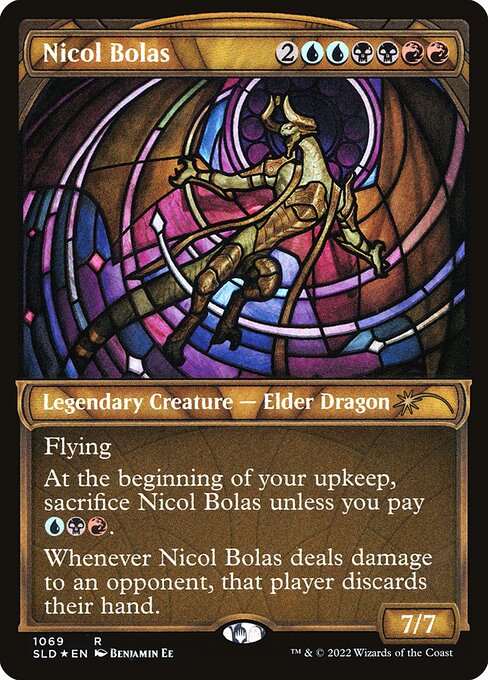 Nicol Bolas 2
Legendary Creature — Elder Dragon
Flying
At the beginning of your upkeep,
sacrifice Nicol Bolas unless you pay
.
Whenever Nicol Bolas deals damage
to an opponent, that player discards
their hand.
7/7
1069 R
SLD★EN Benjamin Ee
™ & © 2022 Wizards of the Coast